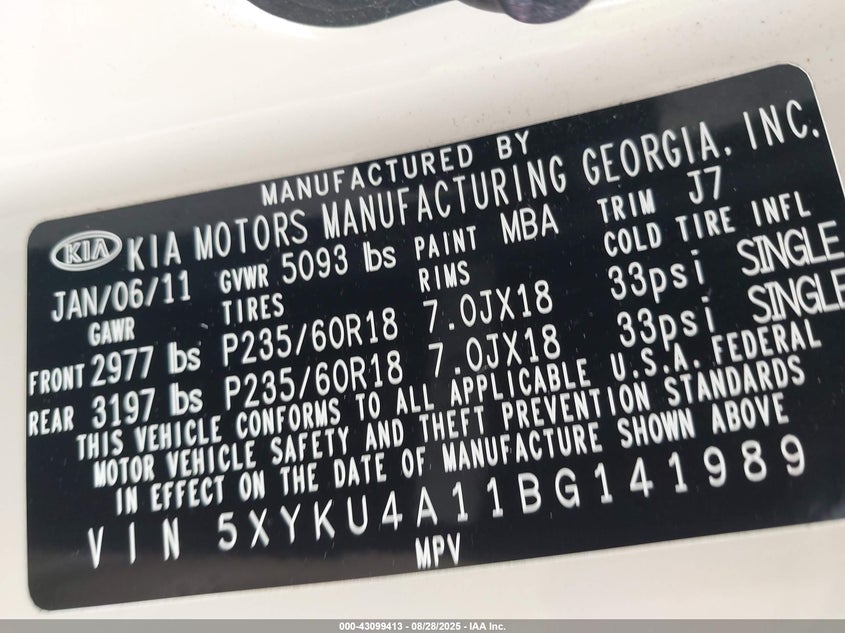 MANUFACTURED BY
KIA KIA MOTORS MANUFACTURING GEORGIA, INC.
JAN/06/11 GVWR 5093 lbs PAINT MBA TRIM J7
GAWR TIRES RIMS COLD TIRE INFL
FRONT 2977 lbs P235/60R18 7.0JX18 33psi SINGLE
REAR 3197 lbs P235/60R18 7.0JX18 33psi SINGLE
THIS VEHICLE CONFORMS TO ALL APPLICABLE U.S.A. FEDERAL
MOTOR VEHICLE SAFETY AND THEFT PREVENTION STANDARDS
IN EFFECT ON THE DATE OF MANUFACTURE SHOWN ABOVE
VIN 5XYKU4A11BG141989
MPV
000-43099413 - 08/28/2025 - IAA Inc.